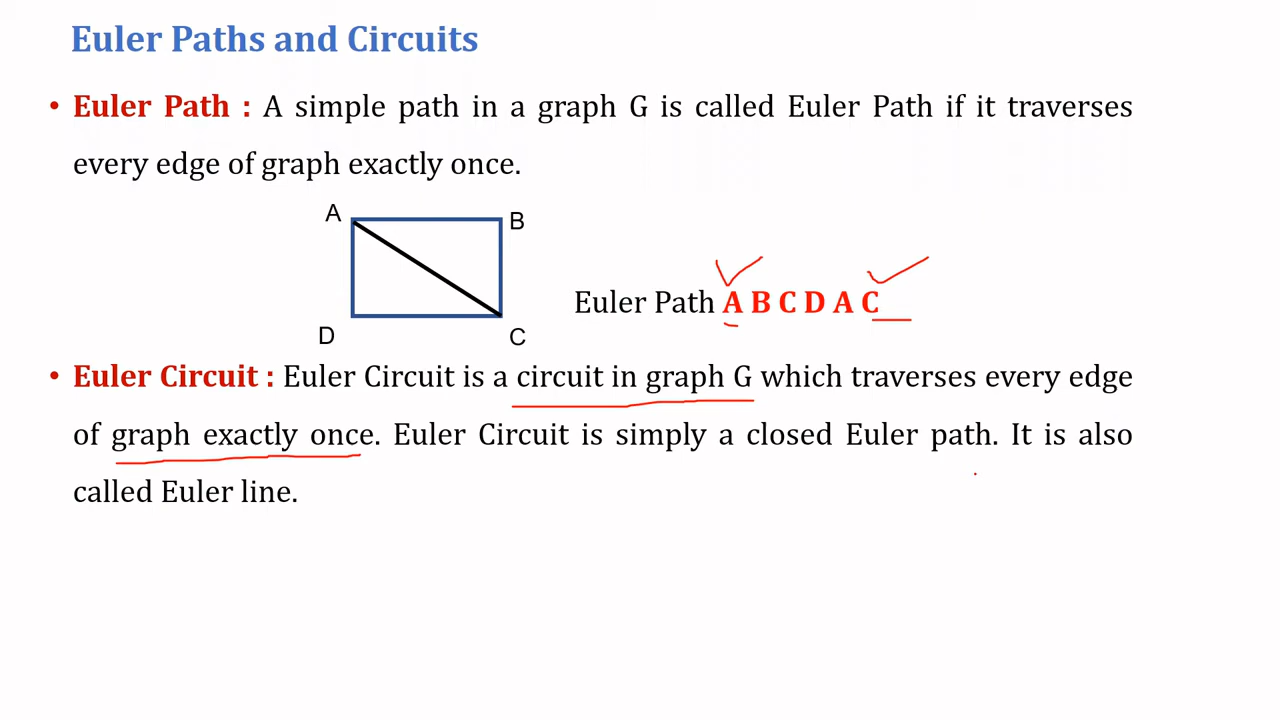 Euler Paths and Circuits
• Euler Path : A simple path in a graph G is called Euler Path if it traverses
every edge of graph exactly once.
A
B
Euler Path A B C D A C
D
C
• Euler Circuit : Euler Circuit is a circuit in graph G which traverses every edge
of graph exactly once. Euler Circuit is simply a closed Euler path. It is also
called Euler line.